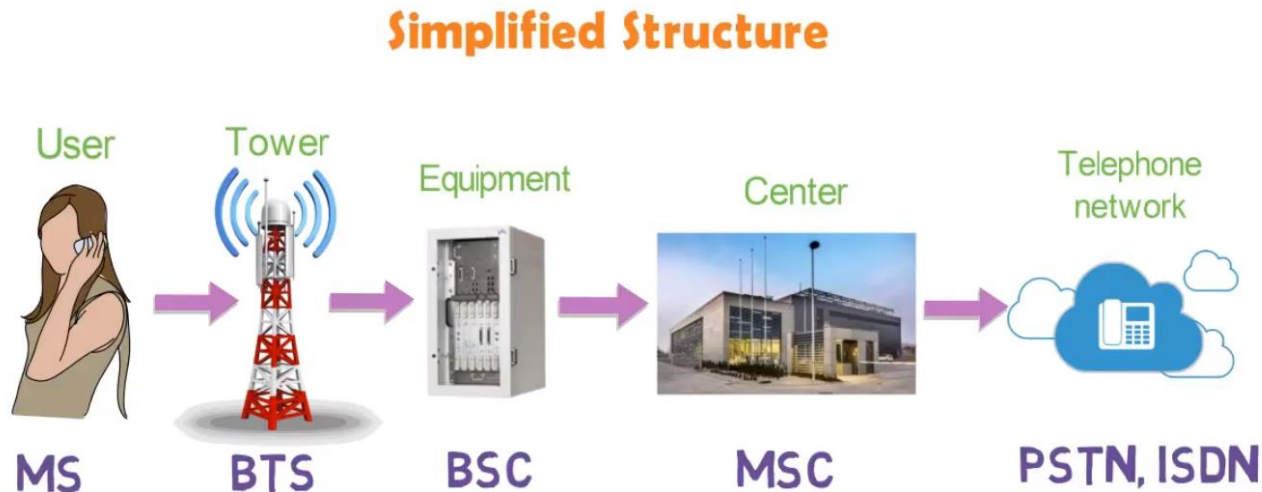 Simplified Structure
User
Tower
Equipment
Center
Telephone
network
MS
BTS
BSC
MSC
PSTN, ISDN